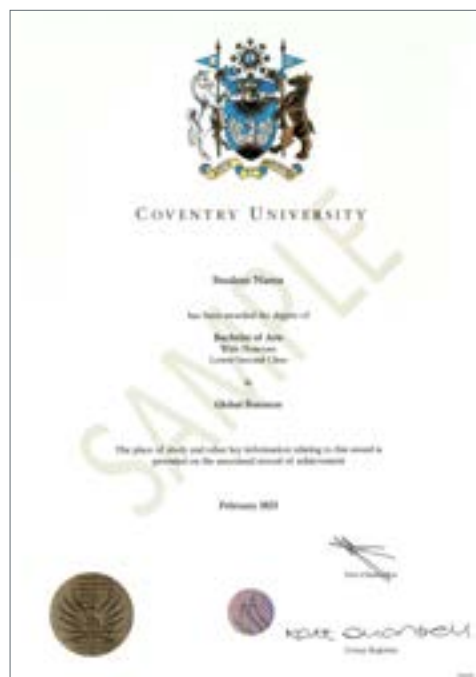 COVENTRY UNIVERSITY
SAMPLE
Student Name
has been awarded the degree of
Bachelor of Arts
With Honours
Lower Second Class
in
Global Business
The place of study and other key information relating to this award is
provided on the associated record of achievement
February 2023